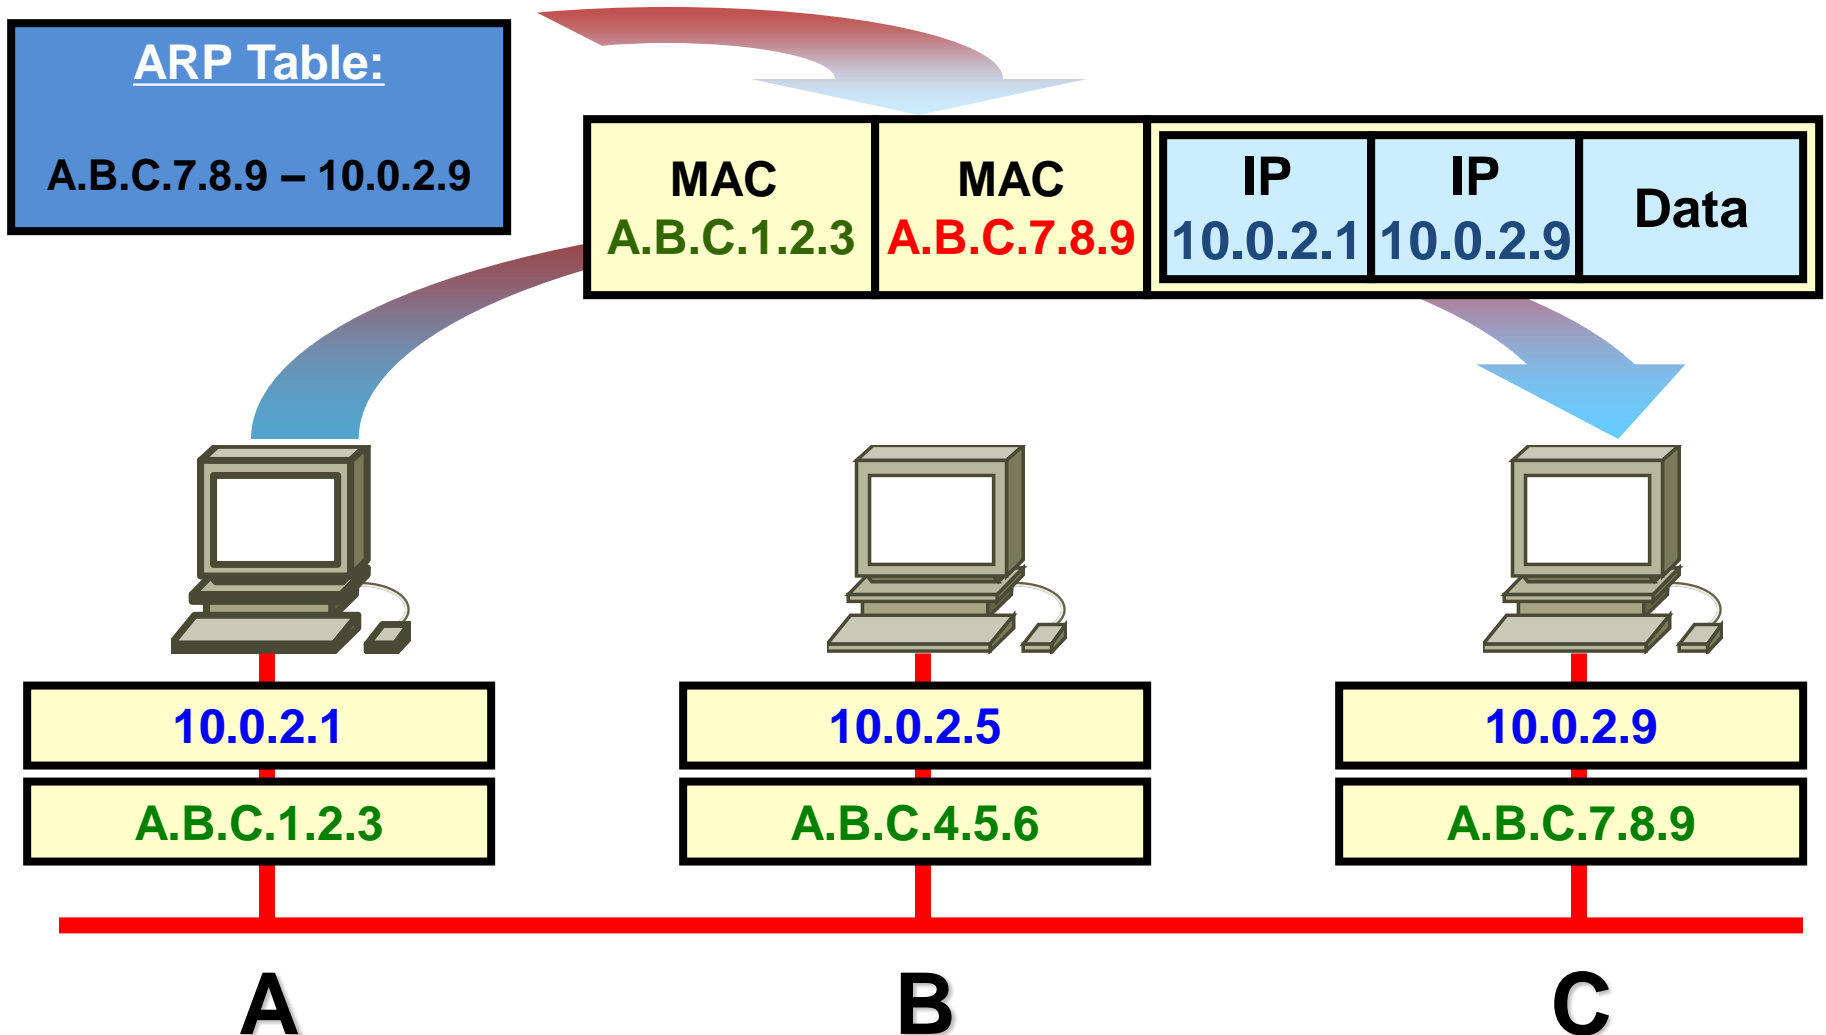 ARP Table:
A.B.C.7.8.9 – 10.0.2.9
MAC
A.B.C.1.2.3
MAC
A.B.C.7.8.9
IP
10.0.2.1
IP
10.0.2.9
Data
10.0.2.1
A.B.C.1.2.3
10.0.2.5
A.B.C.4.5.6
10.0.2.9
A.B.C.7.8.9
A
B
C